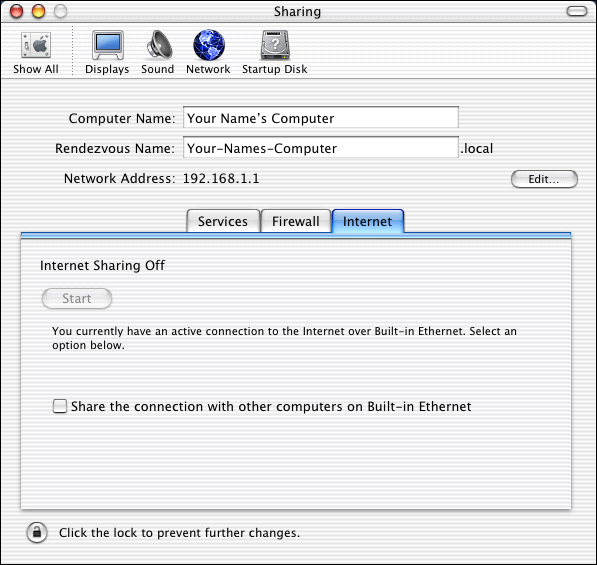 Sharing
Show All
Displays
Sound
Network
Startup Disk
Computer Name: Your Name's Computer
Rendezvous Name: Your-Names-Computer .local
Network Address: 192.168.1.1
Edit...
Services
Firewall
Internet
Internet Sharing Off
Start
You currently have an active connection to the Internet over Built-in Ethernet. Select an
option below.
Share the connection with other computers on Built-in Ethernet
Click the lock to prevent further changes.